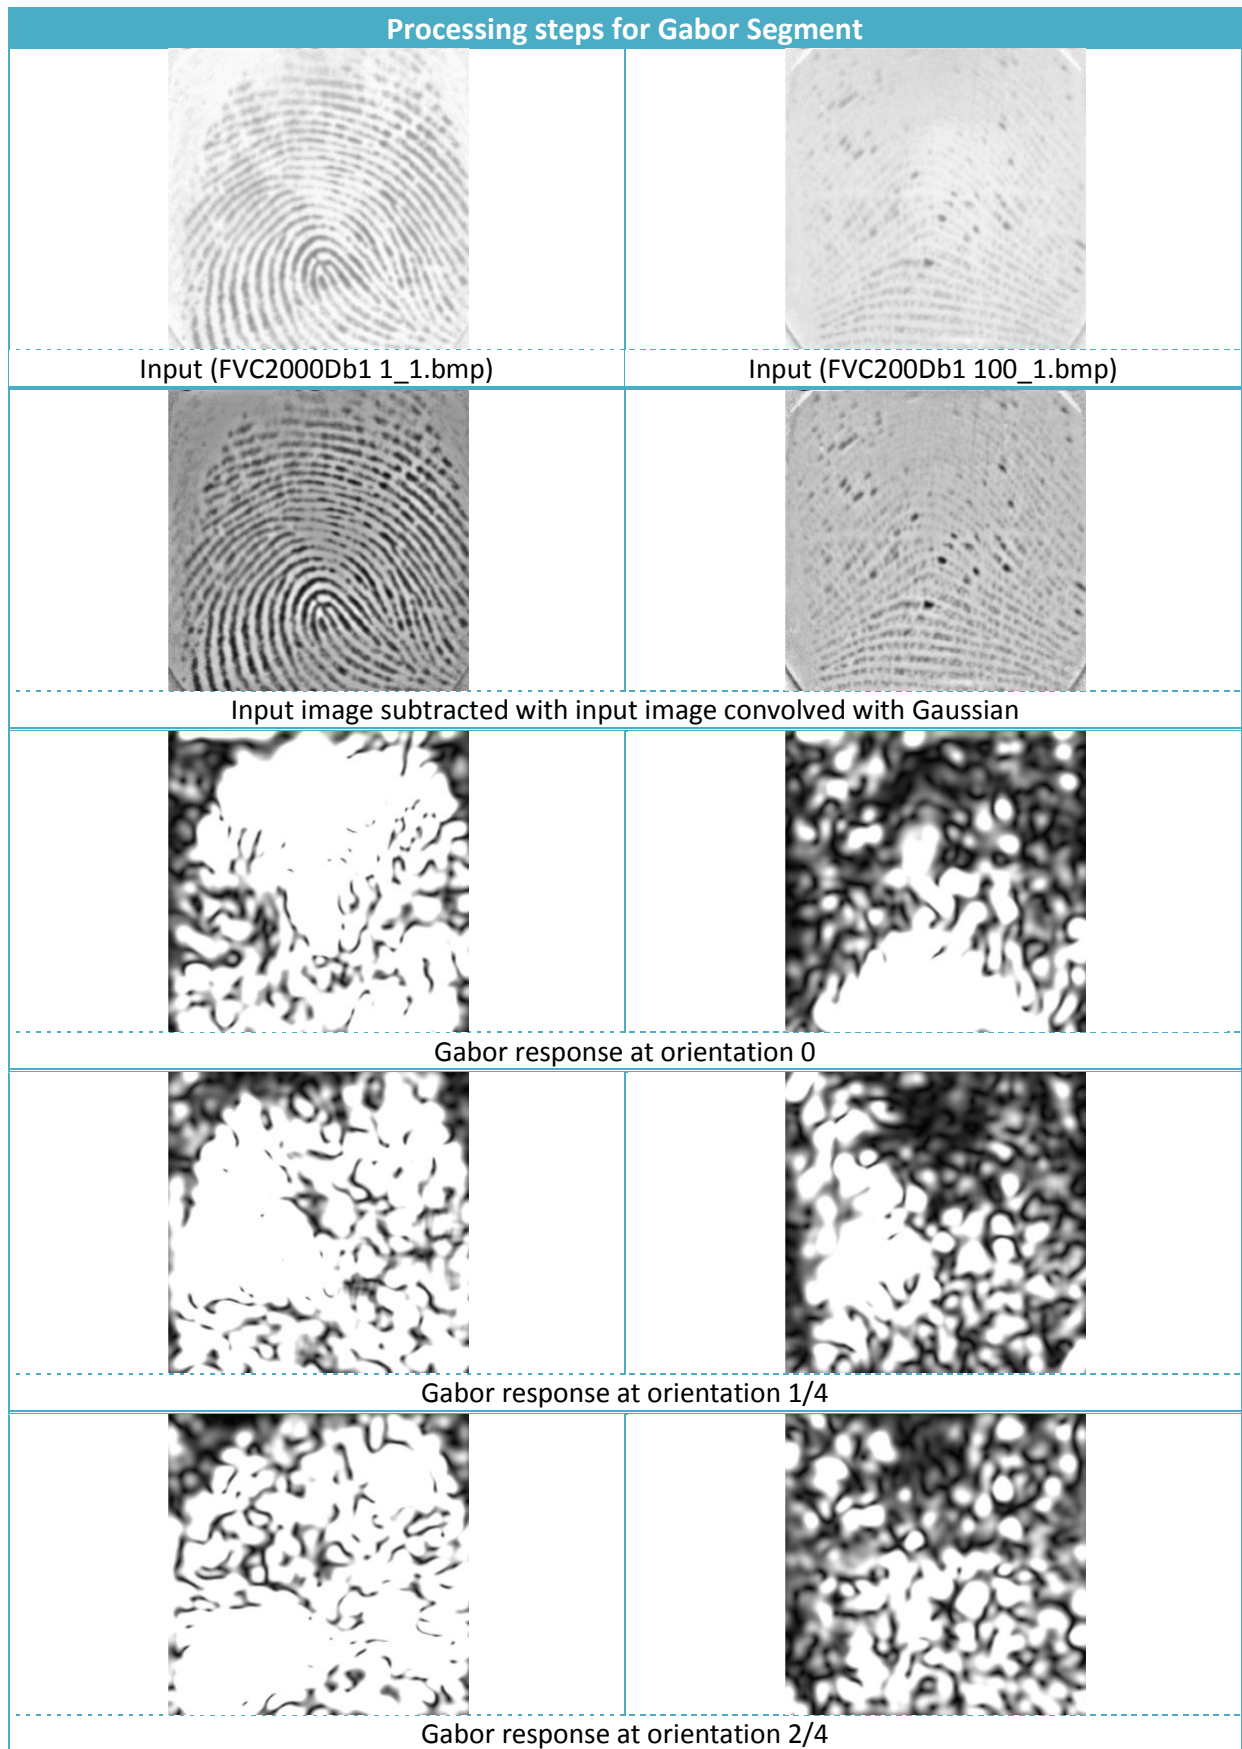 Processing steps for Gabor Segment
Input (FVC2000Db1 1_1.bmp)
Input (FVC200Db1 100_1.bmp)
Input image subtracted with input image convolved with Gaussian
Gabor response at orientation 0
Gabor response at orientation 1/4
Gabor response at orientation 2/4